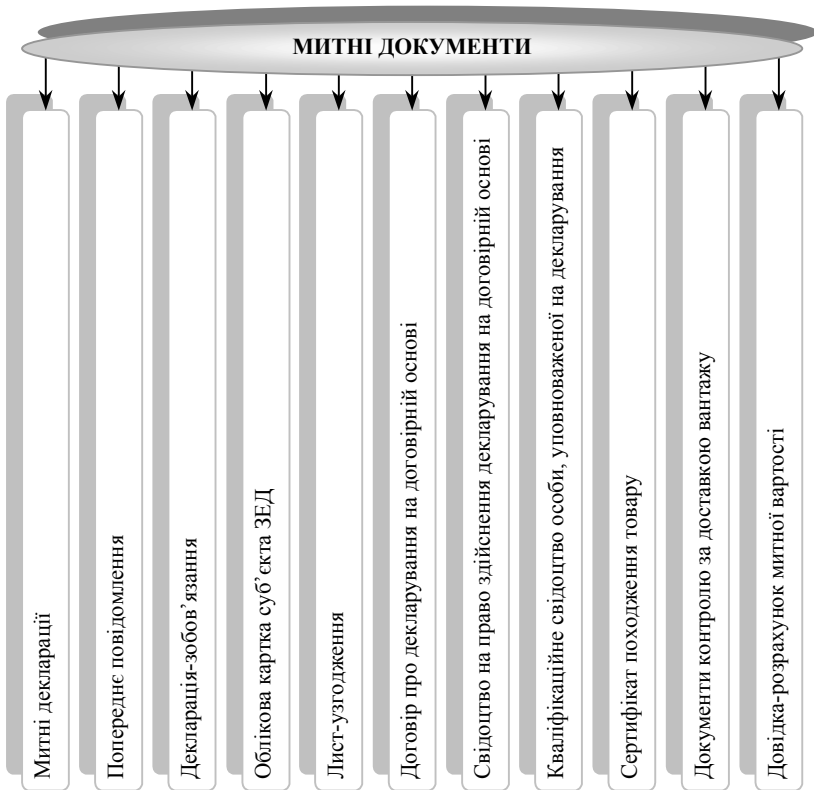 МИТНІ ДОКУМЕНТИ
Митні декларації
Попереднє повідомлення
Декларація-зобов’язання
Облікова картка суб’єкта ЗЕД
Лист-узгодження
Договір про декларування на договірній основі
Свідоцтво на право здійснення декларування на договірній основі
Кваліфікаційне свідоцтво особи, уповноваженої на декларування
Сертифікат походження товару
Документи контролю за доставкою вантажу
Довідка-розрахунок митної вартості